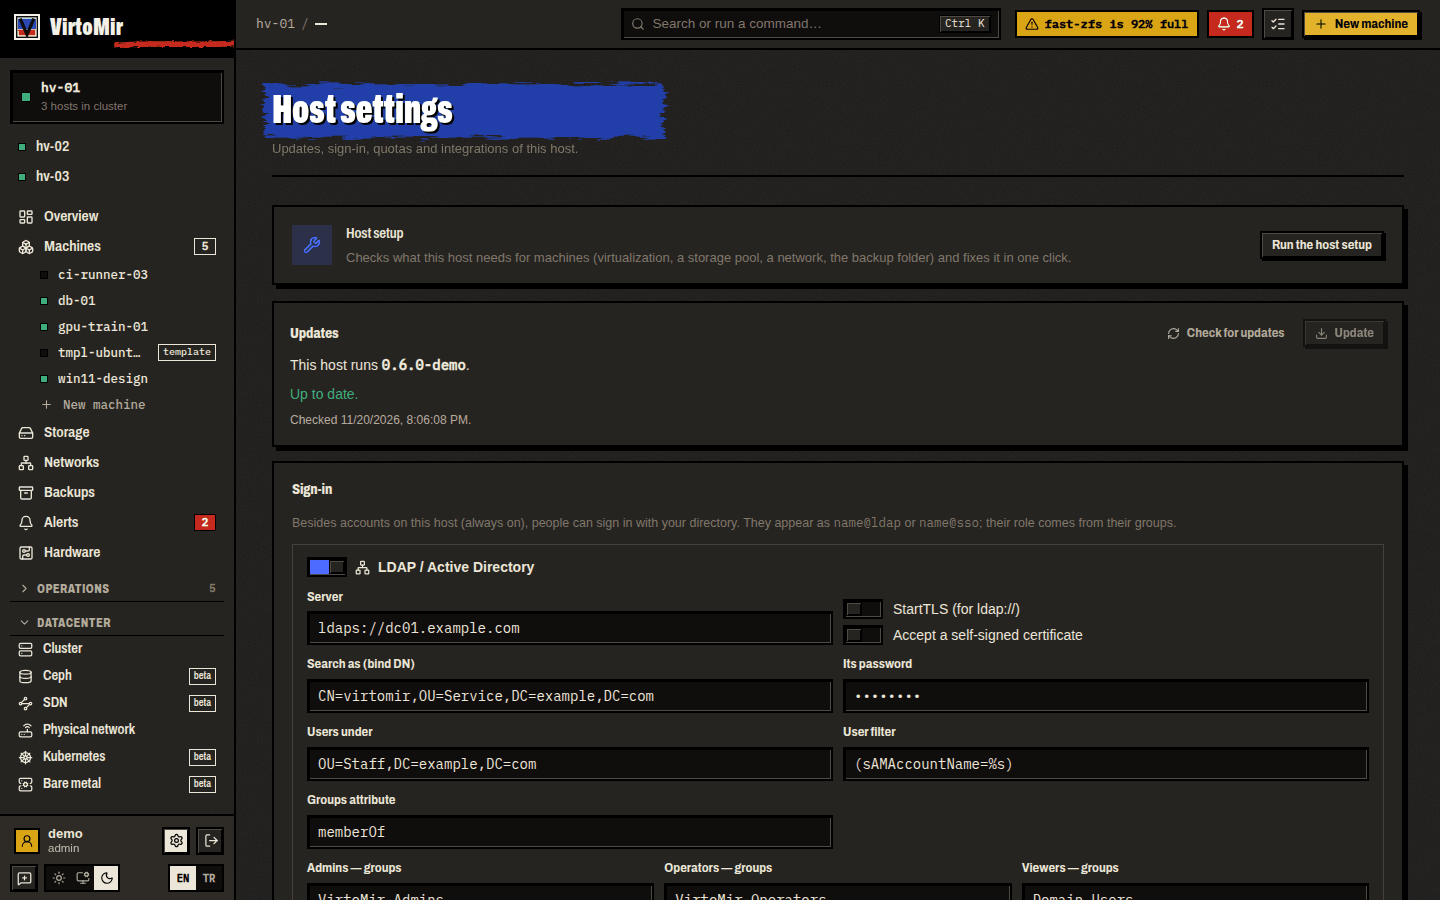 VirtoMir
hv-01 / —
Search or run a command… Ctrl K
fast-zfs is 92% full
2
New machine
hv-01
3 hosts in cluster
hv-02
hv-03
Overview
Machines 5
ci-runner-03
db-01
gpu-train-01
tmpl-ubunt… template
win11-design
New machine
Storage
Networks
Backups
Alerts 2
Hardware
OPERATIONS 5
DATACENTER
Cluster
Ceph beta
SDN beta
Physical network
Kubernetes beta
Bare metal beta
demo
admin
EN TR
Host settings
Updates, sign-in, quotas and integrations of this host.
Host setup
Checks what this host needs for machines (virtualization, a storage pool, a network, the backup folder) and fixes it in one click.
Run the host setup
Updates
Check for updates
Update
This host runs 0.6.0-demo.
Up to date.
Checked 11/20/2026, 8:06:08 PM.
Sign-in
Besides accounts on this host (always on), people can sign in with your directory. They appear as name@ldap or name@sso; their role comes from their groups.
LDAP / Active Directory
Server
ldaps://dc01.example.com
StartTLS (for ldap://)
Accept a self-signed certificate
Search as (bind DN)
CN=virtomir,OU=Service,DC=example,DC=com
Its password
••••••••
Users under
OU=Staff,DC=example,DC=com
User filter
(sAMAccountName=%s)
Groups attribute
memberOf
Admins — groups
VirtoMir Admins
Operators — groups
VirtoMir Operators
Viewers — groups
Domain Users